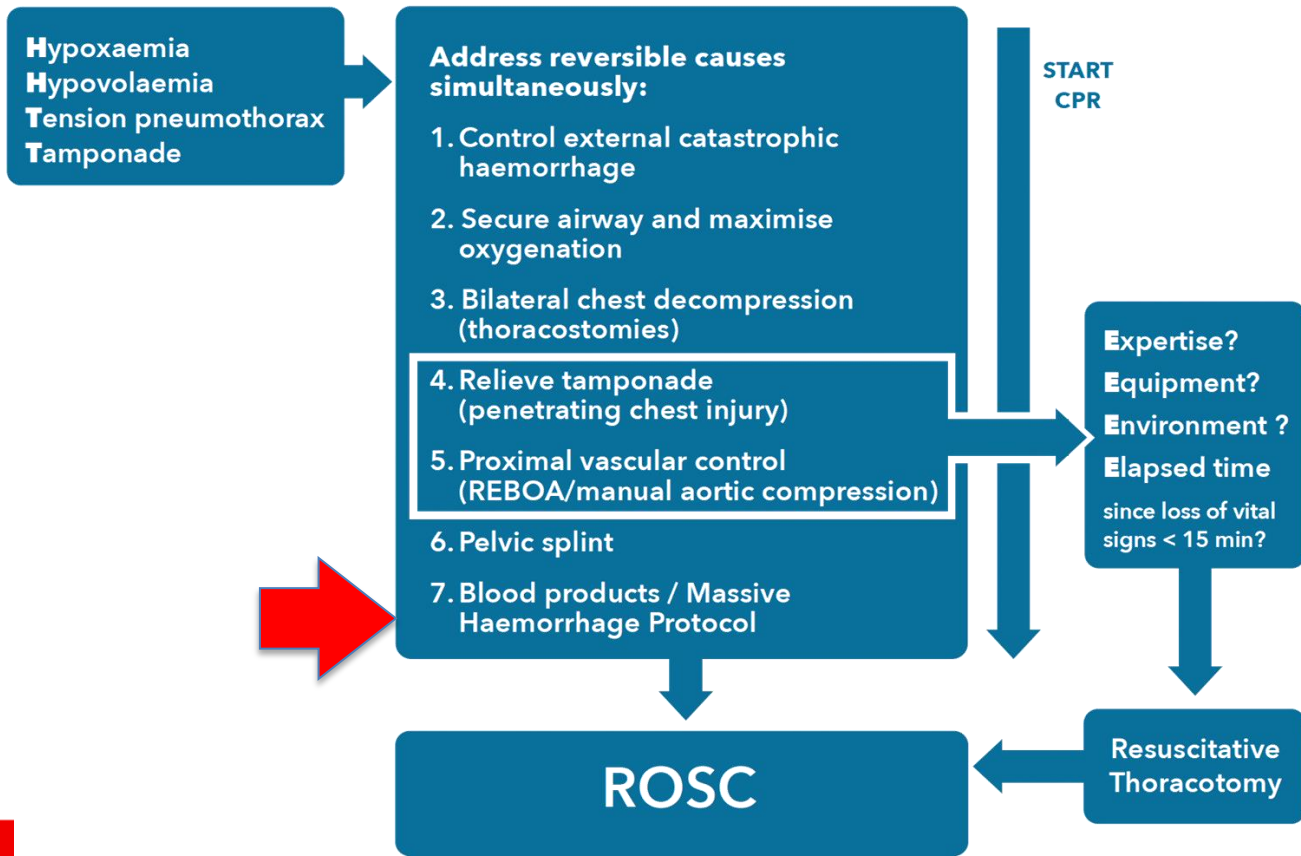 Hypoxaemia
Hypovolaemia
Tension pneumothorax
Tamponade
Address reversible causes
simultaneously:
1. Control external catastrophic
haemorrhage
2. Secure airway and maximise
oxygenation
3. Bilateral chest decompression
(thoracostomies)
4. Relieve tamponade
(penetrating chest injury)
5. Proximal vascular control
(REBOA/manual aortic compression)
6. Pelvic splint
7. Blood products / Massive
Haemorrhage Protocol
START
CPR
Expertise?
Equipment?
Environment ?
Elapsed time
since loss of vital
signs < 15 min?
Resuscitative
Thoracotomy
ROSC